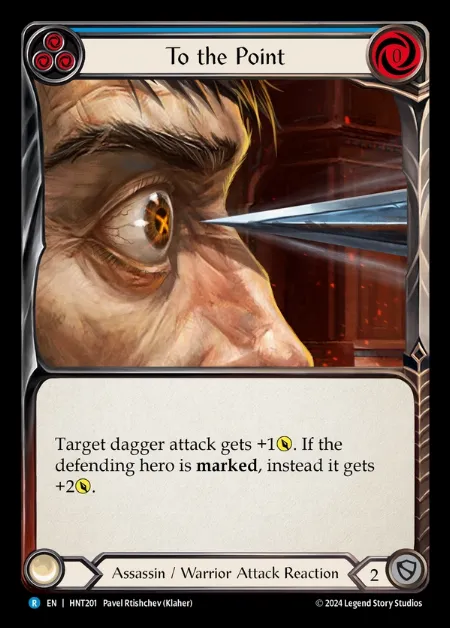 To the Point
0
Target dagger attack gets +1. If the
defending hero is marked, instead it gets
+2.
Assassin / Warrior Attack Reaction
2
R EN | HNT201 Pavel Rtishchev (Klaher) © 2024 Legend Story Studios